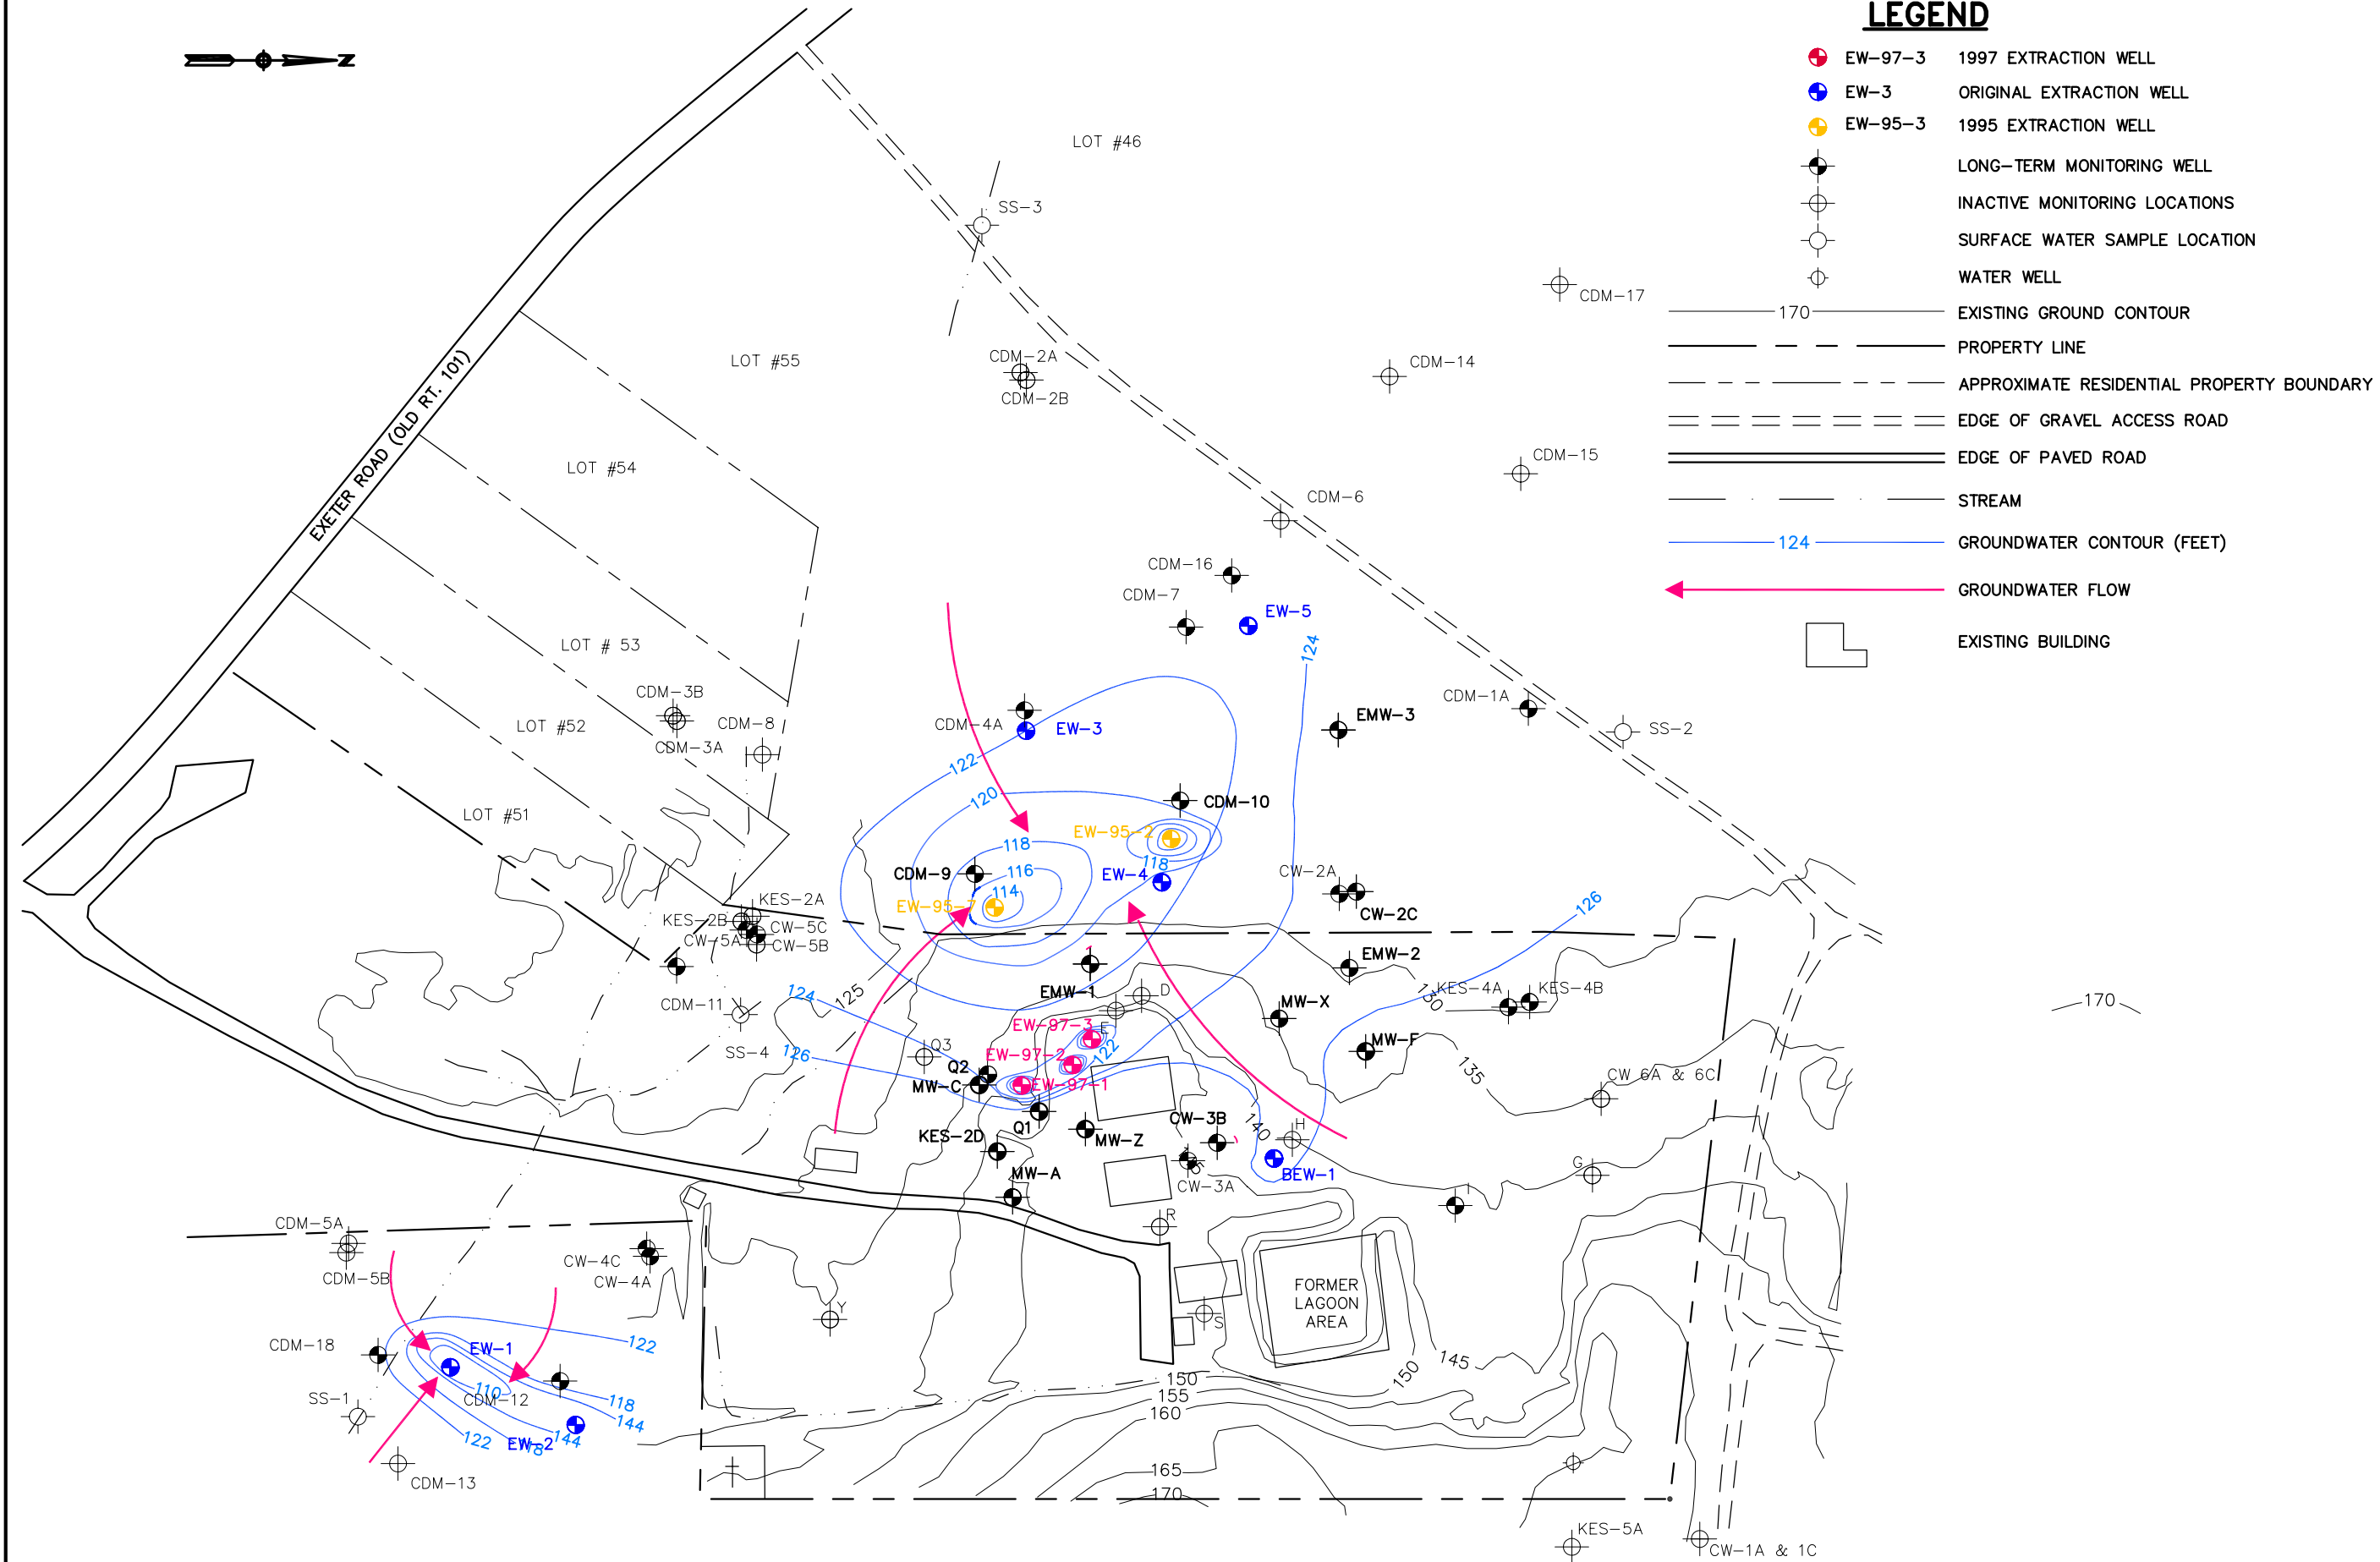 LEGEND
EW-97-3 1997 EXTRACTION WELL
EW-3 ORIGINAL EXTRACTION WELL
EW-95-3 1995 EXTRACTION WELL
LONG-TERM MONITORING WELL
INACTIVE MONITORING LOCATIONS
SURFACE WATER SAMPLE LOCATION
WATER WELL
170 EXISTING GROUND CONTOUR
PROPERTY LINE
APPROXIMATE RESIDENTIAL PROPERTY BOUNDARY
EDGE OF GRAVEL ACCESS ROAD
EDGE OF PAVED ROAD
STREAM
124 GROUNDWATER CONTOUR (FEET)
GROUNDWATER FLOW
EXISTING BUILDING
Z
LOT #46
SS-3
CDM-17
LOT #55
CDM-2A
CDM-2B
CDM-14
EXETER ROAD (OLD RT. 101)
LOT #54
CDM-15
CDM-6
CDM-16
CDM-7
EW-5
124
LOT # 53
CDM-3B
CDM-8
CDM-3A
LOT #52
CDM-4A
EW-3
122
EMW-3
CDM-1A
SS-2
LOT #51
120
CDM-10
EW-95-2
118
118
CDM-9
116
114
EW-4
EW-95-7
CW-2A
CW-2C
126
KES-2A
KES-2B
CW-5C
CW-5A
CW-5B
EMW-2
EMW-1
D
125
124
CDM-11
SS-4
126
MW-X
130
KES-4A
KES-4B
170
EW-97-3
E
Q3
EW-97-2
122
Q2
MW-C
EW-97-1
MW-F
135
CW 6A & 6C
Q1
KES-2D
MW-Z
CW-3B
140
H
MW-A
CW-3A
BEW-1
G
I
R
CDM-5A
CDM-5B
CW-4C
CW-4A
Y
S
FORMER
LAGOON
AREA
CDM-18
EW-1
122
110
CDM-12
118
144
SS-1
122
EW-2
118
144
CDM-13
145
150
150
155
160
165
170
KES-5A
CW-1A & 1C